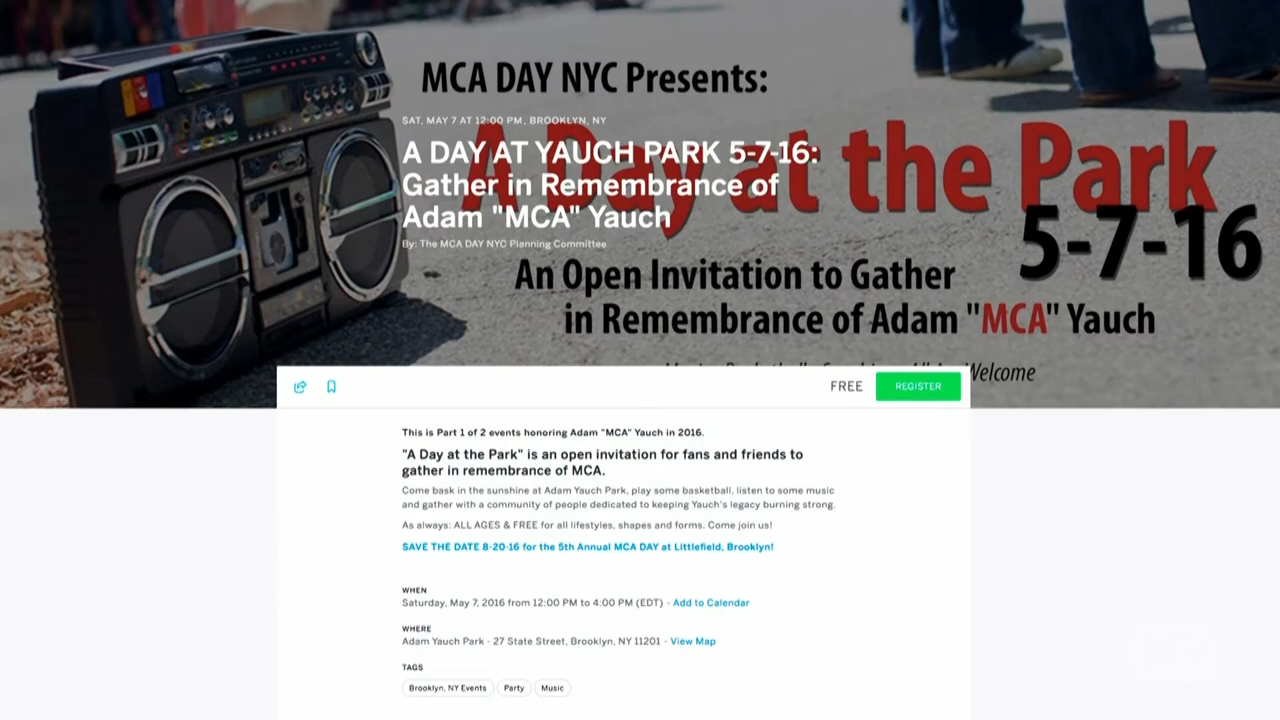 MCA DAY NYC Presents:
SAT, MAY 7 AT 12:00 PM, BROOKLYN, NY
A Day at the Park
A DAY AT YAUCH PARK 5-7-16:
Gather in Remembrance of
Adam "MCA" Yauch
5-7-16
By: The MCA DAY NYC Planning Committee
An Open Invitation to Gather
in Remembrance of Adam "MCA" Yauch
Welcome
FREE
REGISTER
This is Part 1 of 2 events honoring Adam "MCA" Yauch in 2016.
"A Day at the Park" is an open invitation for fans and friends to
gather in remembrance of MCA.
Come bask in the sunshine at Adam Yauch Park, play some basketball, listen to some music
and gather with a community of people dedicated to keeping Yauch's legacy burning strong.
As always: ALL AGES & FREE for all lifestyles, shapes and forms. Come join us!
SAVE THE DATE 8-20-16 for the 5th Annual MCA DAY at Littlefield, Brooklyn!
WHEN
Saturday, May 7, 2016 from 12:00 PM to 4:00 PM (EDT) - Add to Calendar
WHERE
Adam Yauch Park - 27 State Street, Brooklyn, NY 11201 - View Map
TAGS
Brooklyn, NY Events
Party
Music